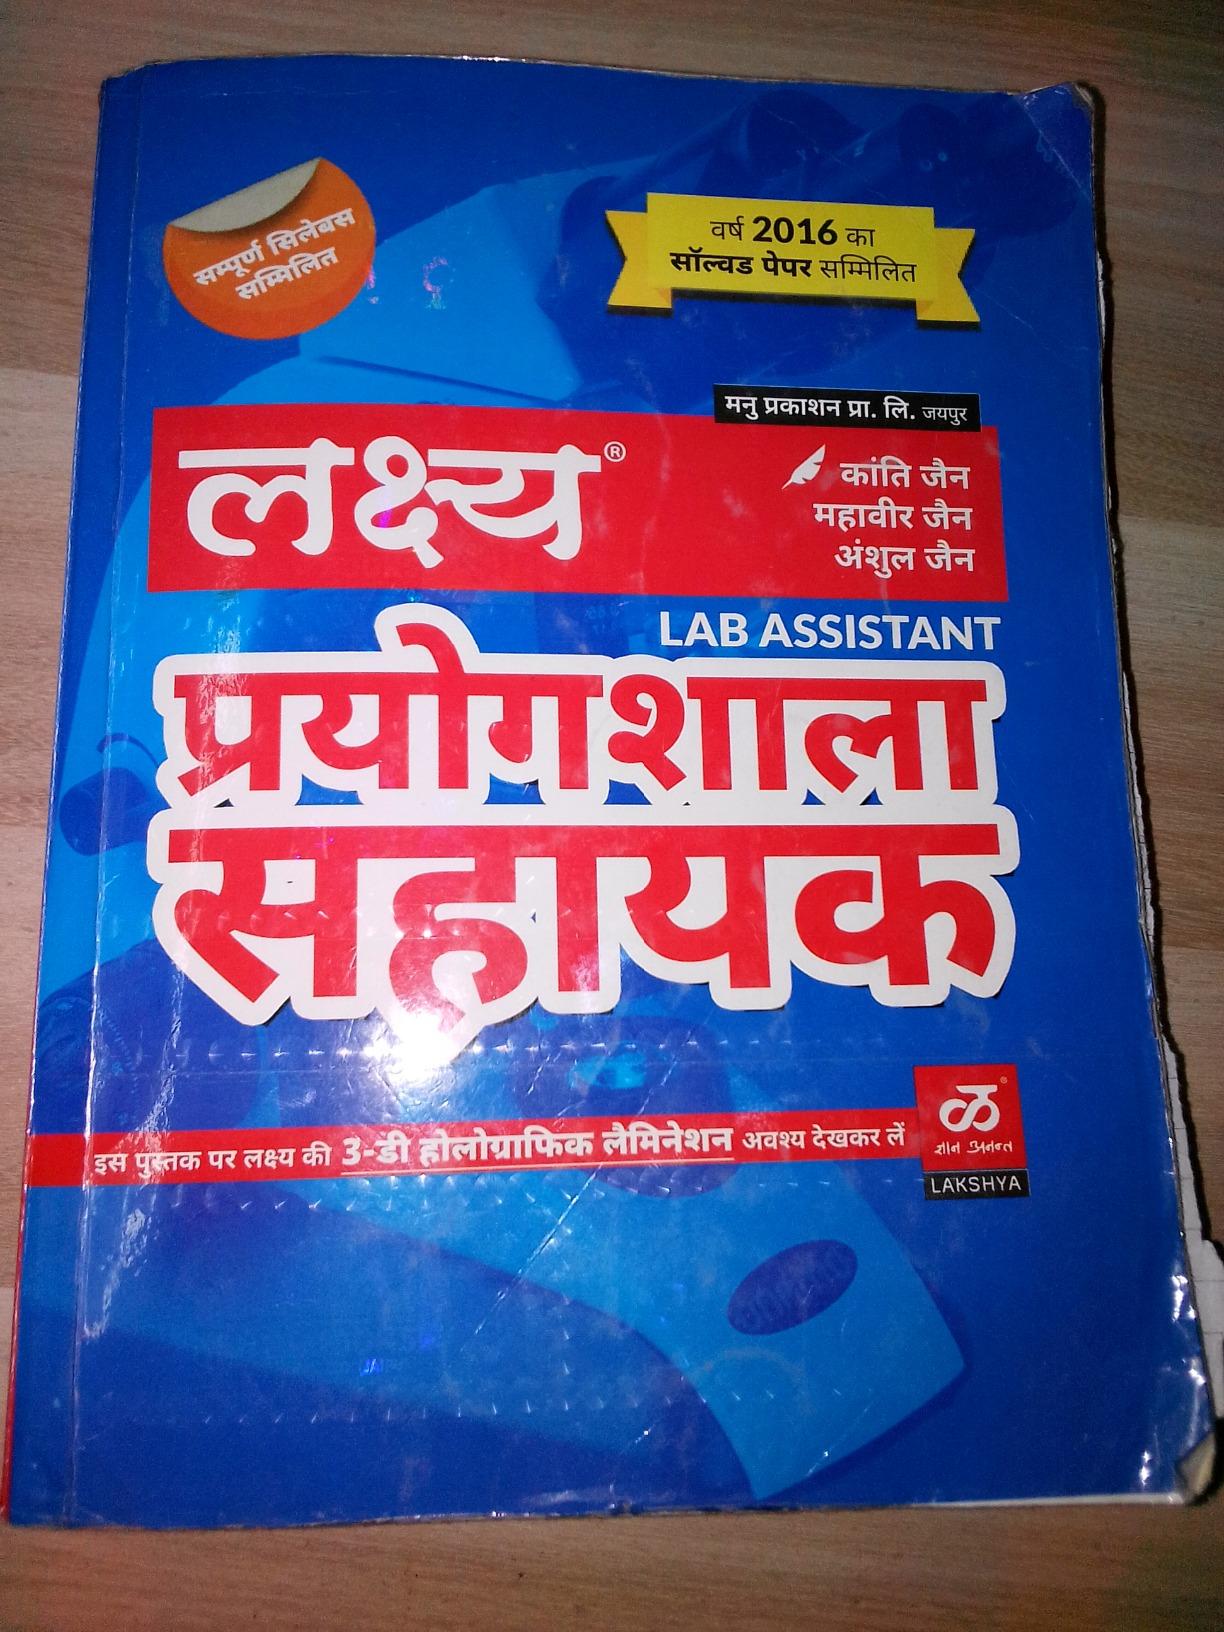 सम्पूर्ण सिलेबस
सम्मिलित
वर्ष 2016 का
सॉल्वड पेपर सम्मिलित
मनु प्रकाशन प्रा. लि. जयपुर
लक्ष्य®
कांति जैन
महावीर जैन
अंशुल जैन
LAB ASSISTANT
प्रयोगशाला
सहायक
इस पुस्तक पर लक्ष्य की 3-डी होलोग्राफिक लैमिनेशन अवश्य देखकर लें
ळ®
ज्ञान अनन्त
LAKSHYA